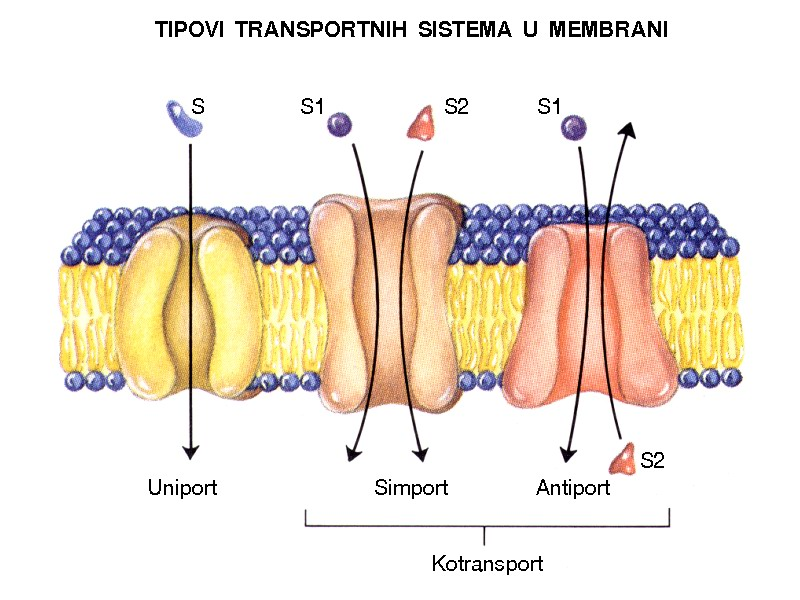 TIPOVI TRANSPORTNIH SISTEMA U MEMBRANI
S
S1
S2
S1
S2
Uniport
Simport
Antiport
Kotransport